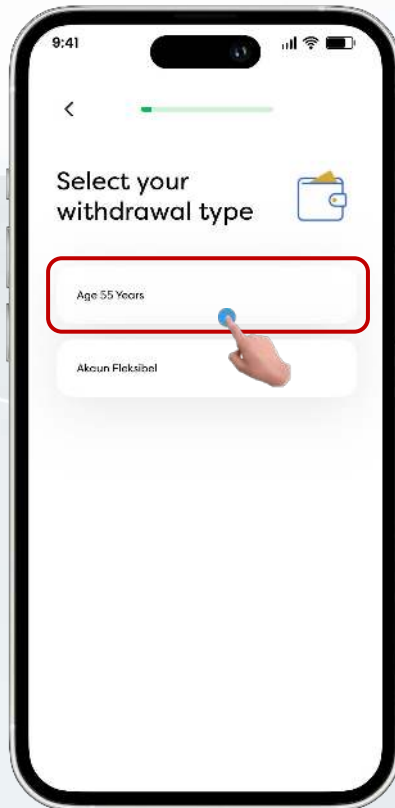 9:41
Select your
withdrawal type
Age 55 Years
Akaun Fleksibel